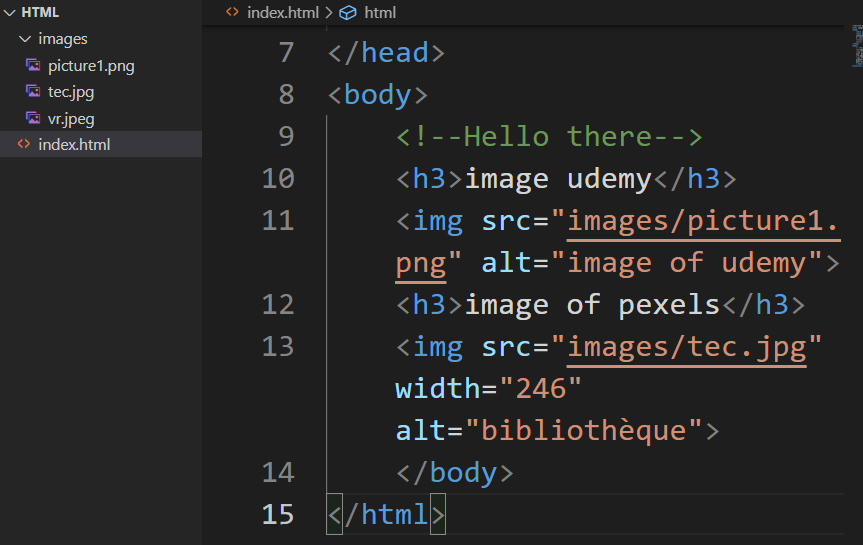 HTML
images
picture1.png
tec.jpg
vr.jpeg
index.html
index.html > html
7 </head>
8 <body>
9 <!--Hello there-->
10 <h3>image udemy</h3>
11 <img src="images/picture1.
png" alt="image of udemy">
12 <h3>image of pexels</h3>
13 <img src="images/tec.jpg"
width="246"
alt="bibliothèque">
14 </body>
15 </html>